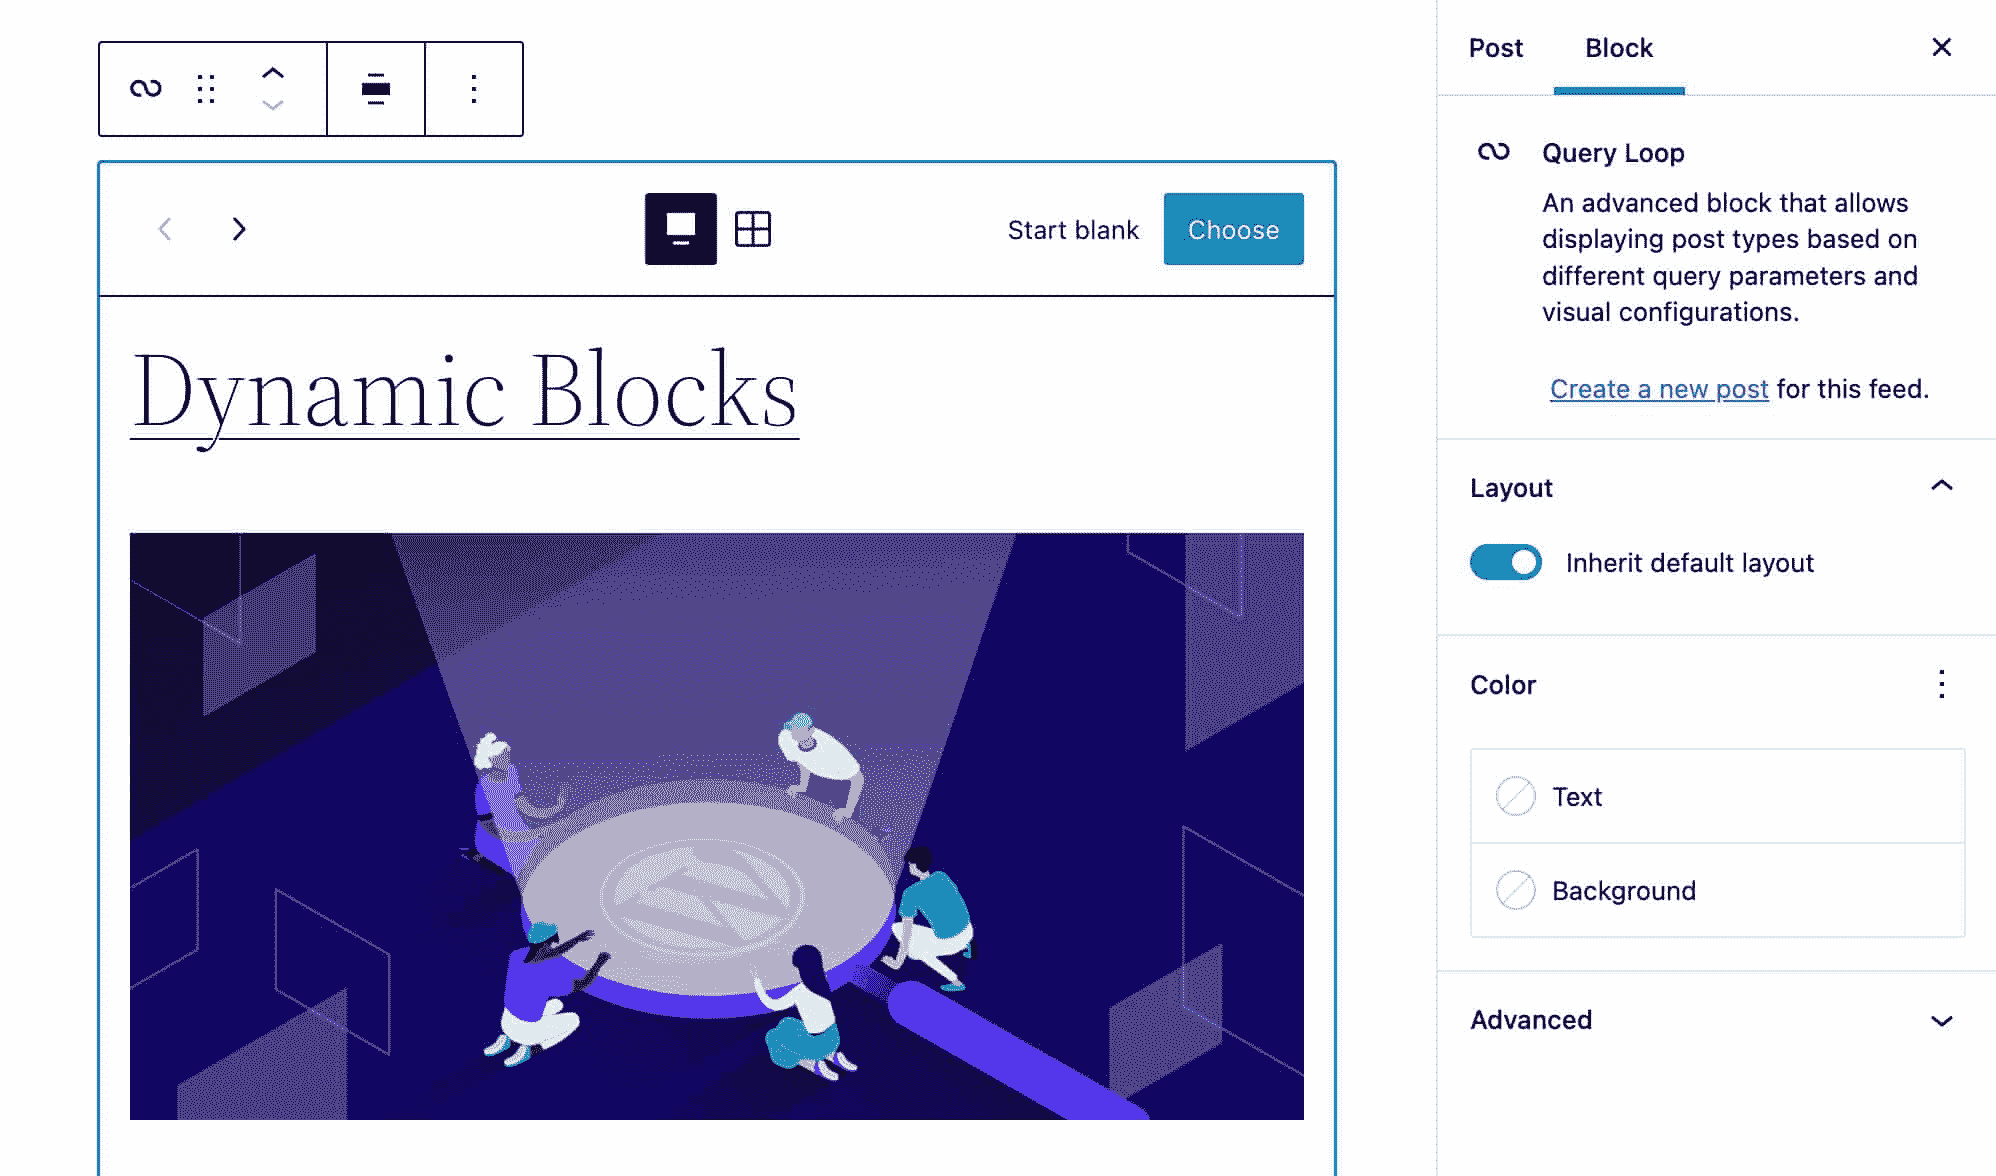 Start blank
Choose
Dynamic Blocks
Post
Block
Query Loop
An advanced block that allows
displaying post types based on
different query parameters and
visual configurations.
Create a new post for this feed.
Layout
Inherit default layout
Color
Text
Background
Advanced